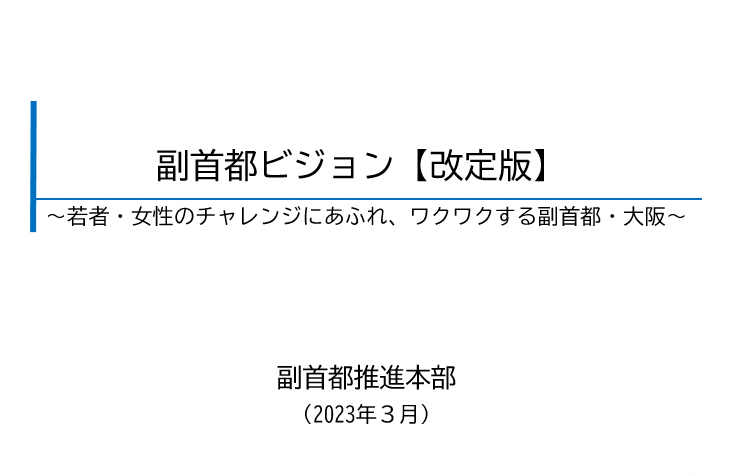 副首都ビジョン【改定版】
～若者・女性のチャレンジにあふれ、ワクワクする副首都・大阪～
副首都推進本部
（2023年３月）